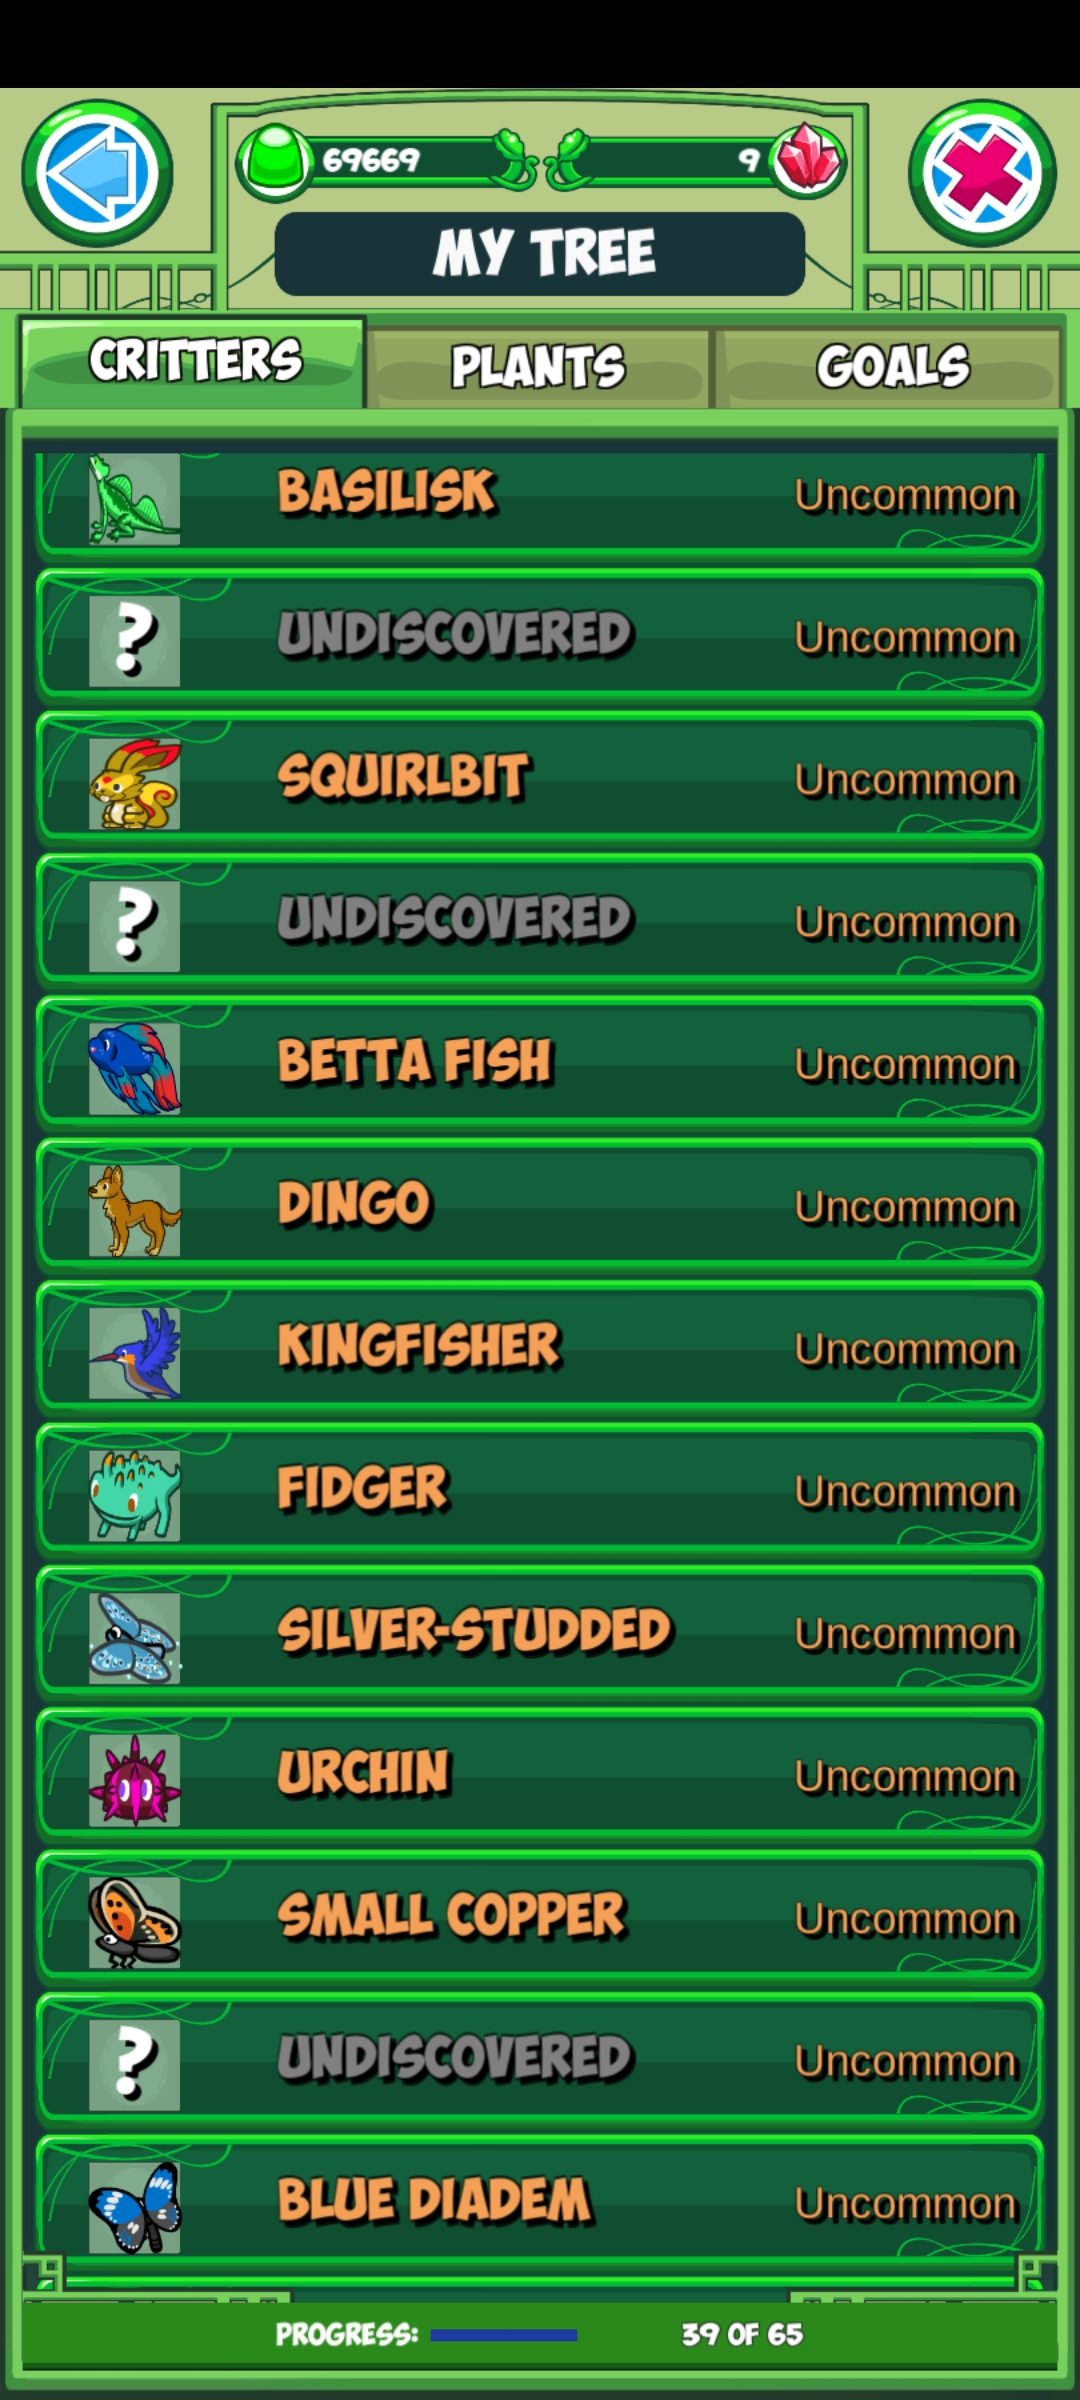 69669
9
MY TREE
CRITTERS PLANTS GOALS
BASILISK Uncommon
? UNDISCOVERED Uncommon
SQUIRLBIT Uncommon
? UNDISCOVERED Uncommon
BETTA FISH Uncommon
DINGO Uncommon
KINGFISHER Uncommon
FIDGER Uncommon
SILVER-STUDDED Uncommon
URCHIN Uncommon
SMALL COPPER Uncommon
? UNDISCOVERED Uncommon
BLUE DIADEM Uncommon
PROGRESS: 39 OF 65